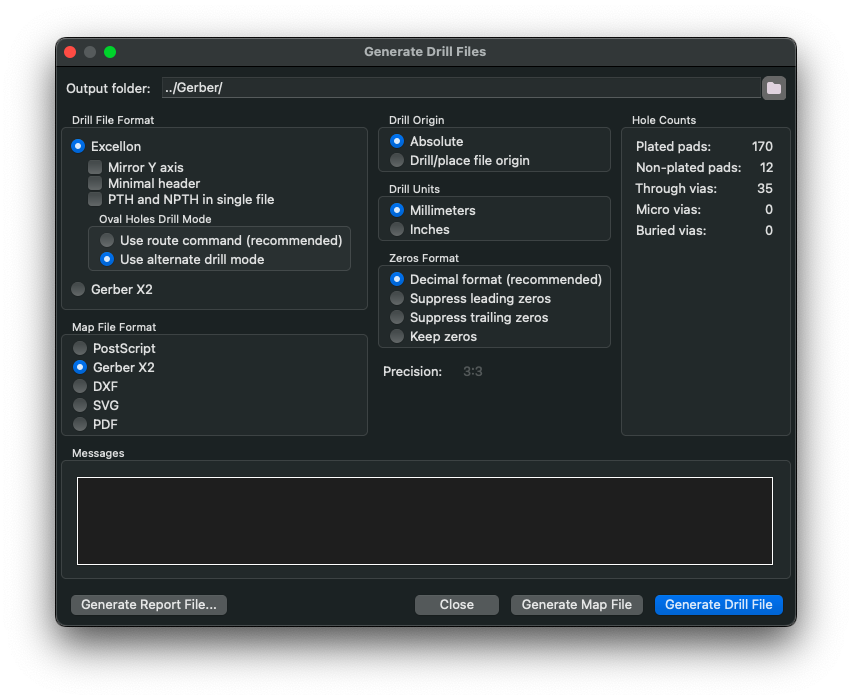 Generate Drill Files
Output folder: ../Gerber/
Drill File Format
Excellon
Mirror Y axis
Minimal header
PTH and NPTH in single file
Oval Holes Drill Mode
Use route command (recommended)
Use alternate drill mode
Gerber X2
Map File Format
PostScript
Gerber X2
DXF
SVG
PDF
Drill Origin
Absolute
Drill/place file origin
Drill Units
Millimeters
Inches
Zeros Format
Decimal format (recommended)
Suppress leading zeros
Suppress trailing zeros
Keep zeros
Precision: 3:3
Hole Counts
Plated pads: 170
Non-plated pads: 12
Through vias: 35
Micro vias: 0
Buried vias: 0
Messages
Generate Report File... Close Generate Map File Generate Drill File